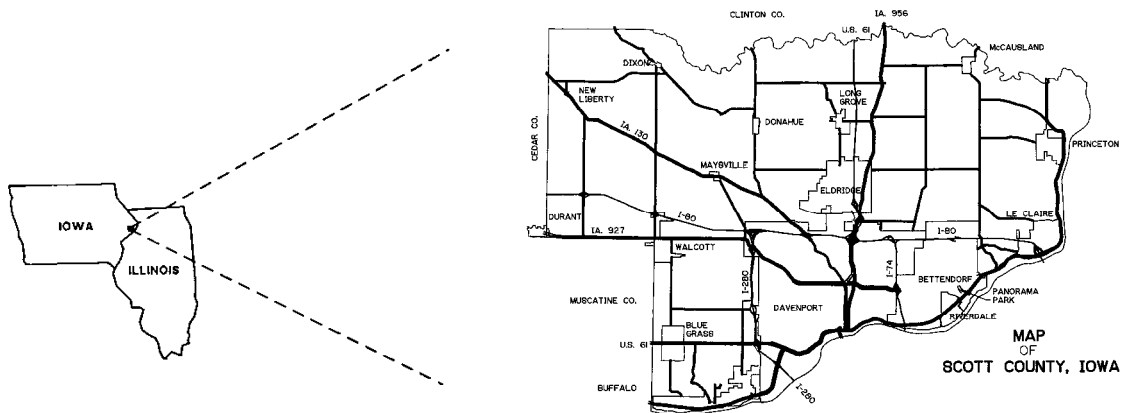 IOWA
ILLINOIS
CLINTON CO.
IA. 956
U.S. 61
McCAUSLAND
DIXON
NEW
LIBERTY
LONG
GROVE
CEDAR CO.
IA. 130
DONAHUE
PRINCETON
MAYSVILLE
ELDRIDGE
DURANT
I-80
LE CLAIRE
IA. 927
I-80
WALCOTT
I-280
I-74
BETTENDORF
PANORAMA
PARK
MUSCATINE CO.
DAVENPORT
RIVERDALE
BLUE
GRASS
U.S. 61
BUFFALO
I-280
MAP
OF
SCOTT COUNTY, IOWA